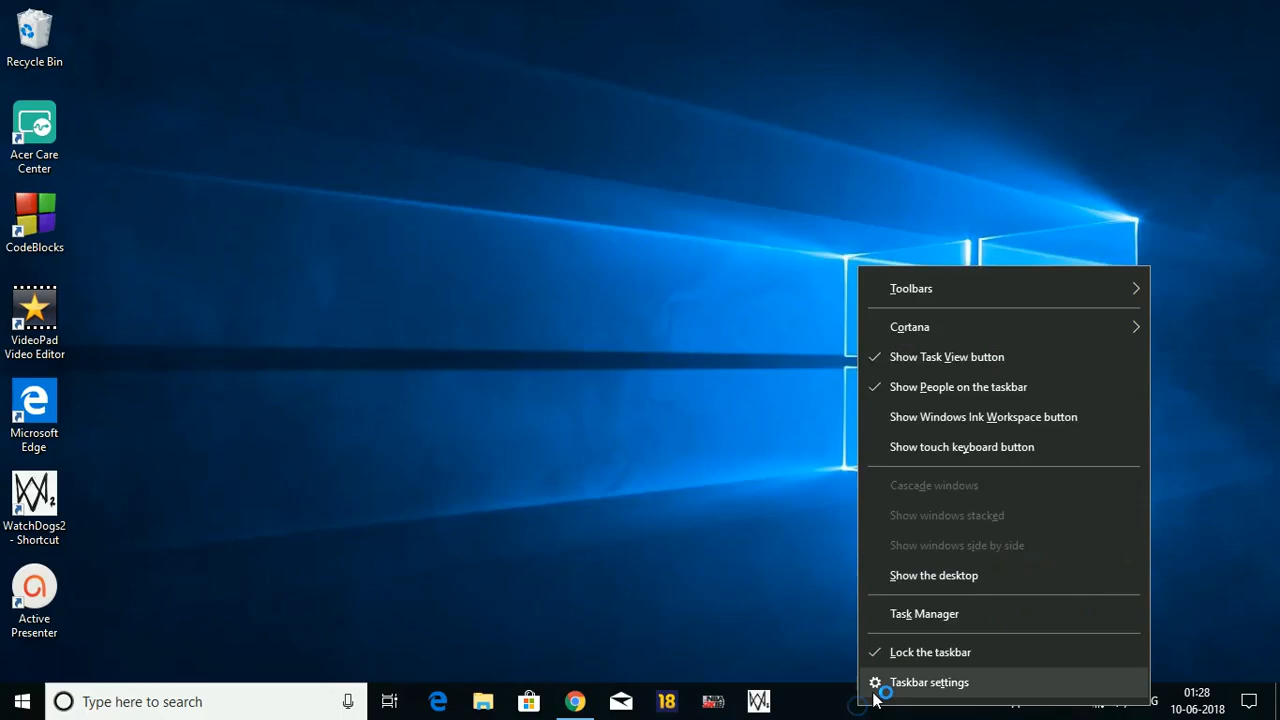 Recycle Bin
Acer Care
Center
CodeBlocks
VideoPad
Video Editor
Microsoft
Edge
WatchDogs2
- Shortcut
Active
Presenter
Toolbars
Cortana
Show Task View button
Show People on the taskbar
Show Windows Ink Workspace button
Show touch keyboard button
Cascade windows
Show windows stacked
Show windows side by side
Show the desktop
Task Manager
Lock the taskbar
Taskbar settings
Type here to search
18
G
01:28
10-06-2018